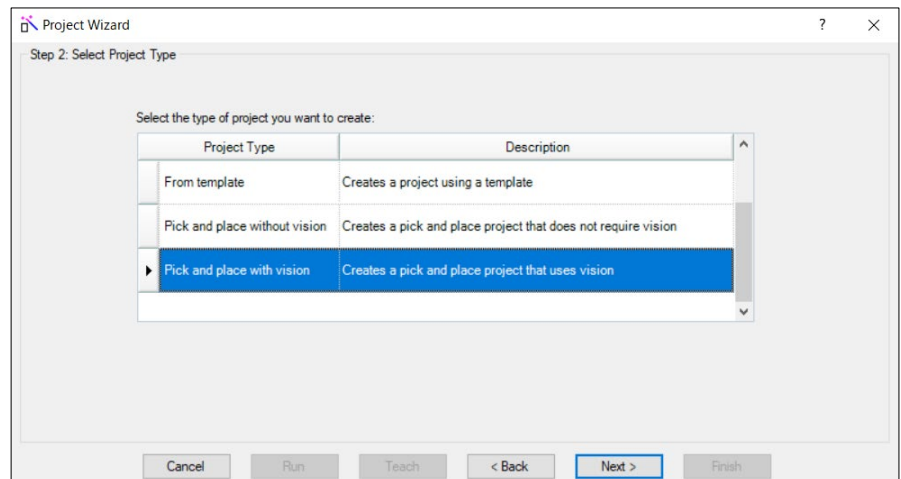 Project Wizard
Step 2: Select Project Type
Select the type of project you want to create:
Project Type Description
From template Creates a project using a template
Pick and place without vision Creates a pick and place project that does not require vision
Pick and place with vision Creates a pick and place project that uses vision
Cancel Run Teach < Back Next > Finish